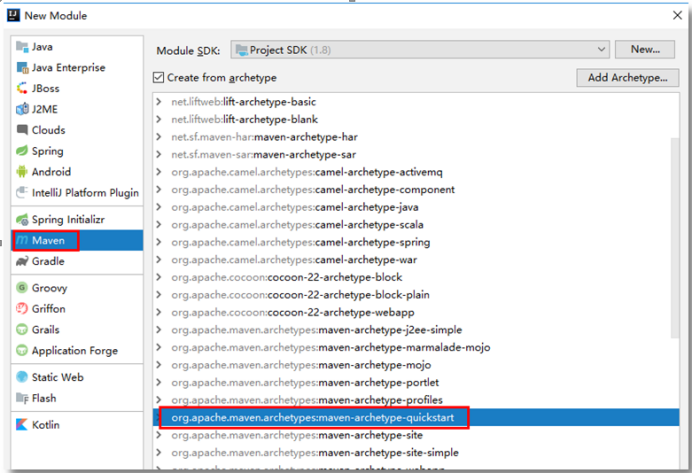 New Module
Java
Java Enterprise
JBoss
J2ME
Clouds
Spring
Android
IntelliJ Platform Plugin
Spring Initializr
Maven
Gradle
Groovy
Griffon
Grails
Application Forge
Static Web
Flash
Kotlin
Module SDK: Project SDK (1.8) New...
Create from archetype Add Archetype...
net.liftweb:lift-archetype-basic
net.liftweb:lift-archetype-blank
net.sf.maven-har:maven-archetype-har
net.sf.maven-sar:maven-archetype-sar
org.apache.camel.archetypes:camel-archetype-activemq
org.apache.camel.archetypes:camel-archetype-component
org.apache.camel.archetypes:camel-archetype-java
org.apache.camel.archetypes:camel-archetype-scala
org.apache.camel.archetypes:camel-archetype-spring
org.apache.camel.archetypes:camel-archetype-war
org.apache.cocoon:cocoon-22-archetype-block
org.apache.cocoon:cocoon-22-archetype-block-plain
org.apache.cocoon:cocoon-22-archetype-webapp
org.apache.maven.archetypes:maven-archetype-j2ee-simple
org.apache.maven.archetypes:maven-archetype-marmalade-mojo
org.apache.maven.archetypes:maven-archetype-mojo
org.apache.maven.archetypes:maven-archetype-portlet
org.apache.maven.archetypes:maven-archetype-profiles
org.apache.maven.archetypes:maven-archetype-quickstart
org.apache.maven.archetypes:maven-archetype-site
org.apache.maven.archetypes:maven-archetype-site-simple
org.apache.maven.archetypes:maven-archetype-webapp